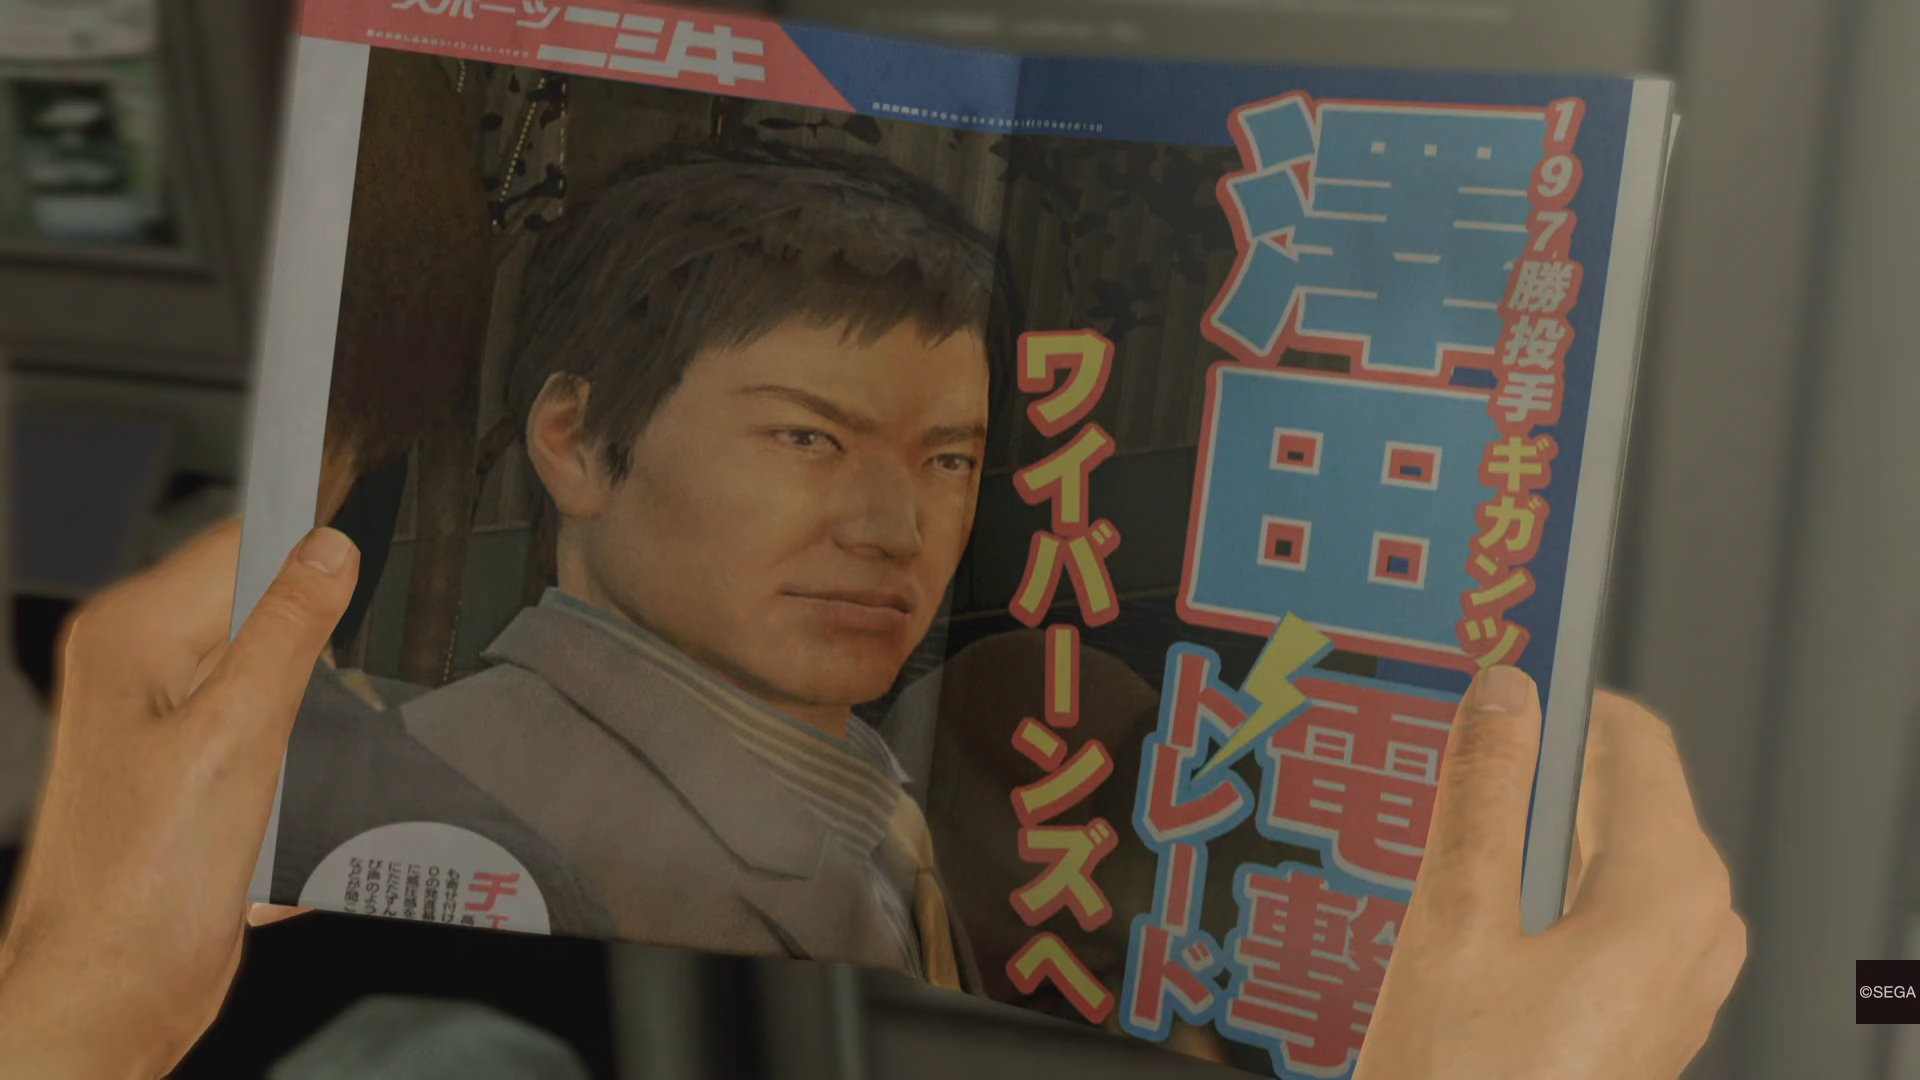 スポーツ ニシキ
197勝投手ギガンツ
澤田電撃
トレード
ワイバーンズへ
©SEGA